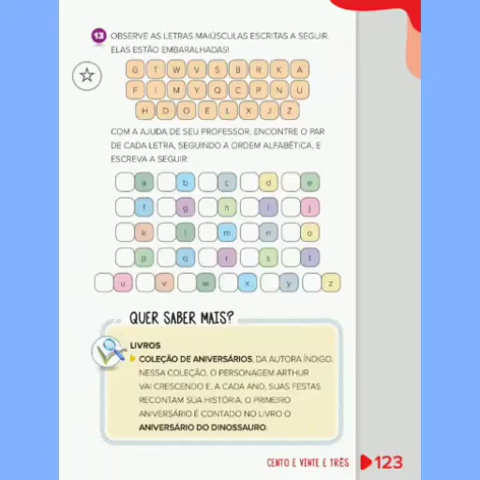 13 OBSERVE AS LETRAS MAIÚSCULAS ESCRITAS A SEGUIR.
ELAS ESTÃO EMBARALHADAS!
G T W V S B R K A
F I M Y Q C P N U
H D O E L X J Z
COM A AJUDA DE SEU PROFESSOR, ENCONTRE O PAR
DE CADA LETRA, SEGUINDO A ORDEM ALFABÉTICA, E
ESCREVA A SEGUIR:
a b c d e
f g h i j
k l m n o
p q r s t
u v w x y z
QUER SABER MAIS?
LIVROS
COLEÇÃO DE ANIVERSÁRIOS, DA AUTORA ÍNDIGO.
NESSA COLEÇÃO, O PERSONAGEM ARTHUR
VAI CRESCENDO E, A CADA ANO, SUAS FESTAS
RECONTAM SUA HISTÓRIA. O PRIMEIRO
ANIVERSÁRIO É CONTADO NO LIVRO O
ANIVERSÁRIO DO DINOSSAURO.
CENTO E VINTE E TRÊS 123